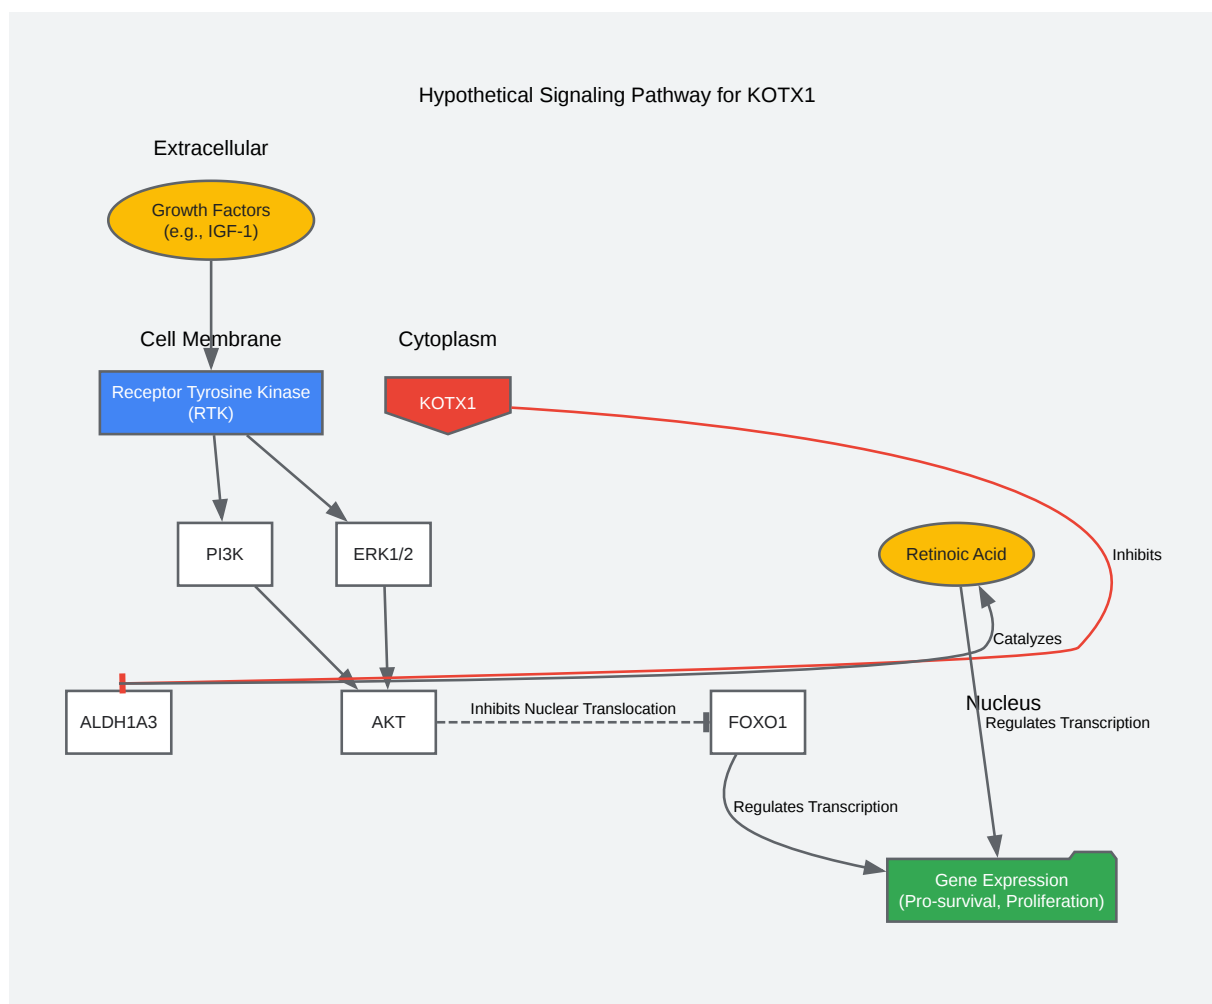 Hypothetical Signaling Pathway for KOTX1
Extracellular
Growth Factors
(e.g., IGF-1)
Cell Membrane
Cytoplasm
Receptor Tyrosine Kinase
(RTK)
KOTX1
PI3K
ERK1/2
Retinoic Acid
Inhibits
Catalyzes
Nucleus
ALDH1A3
AKT
Inhibits Nuclear Translocation
FOXO1
Regulates Transcription
Regulates Transcription
Gene Expression
(Pro-survival, Proliferation)